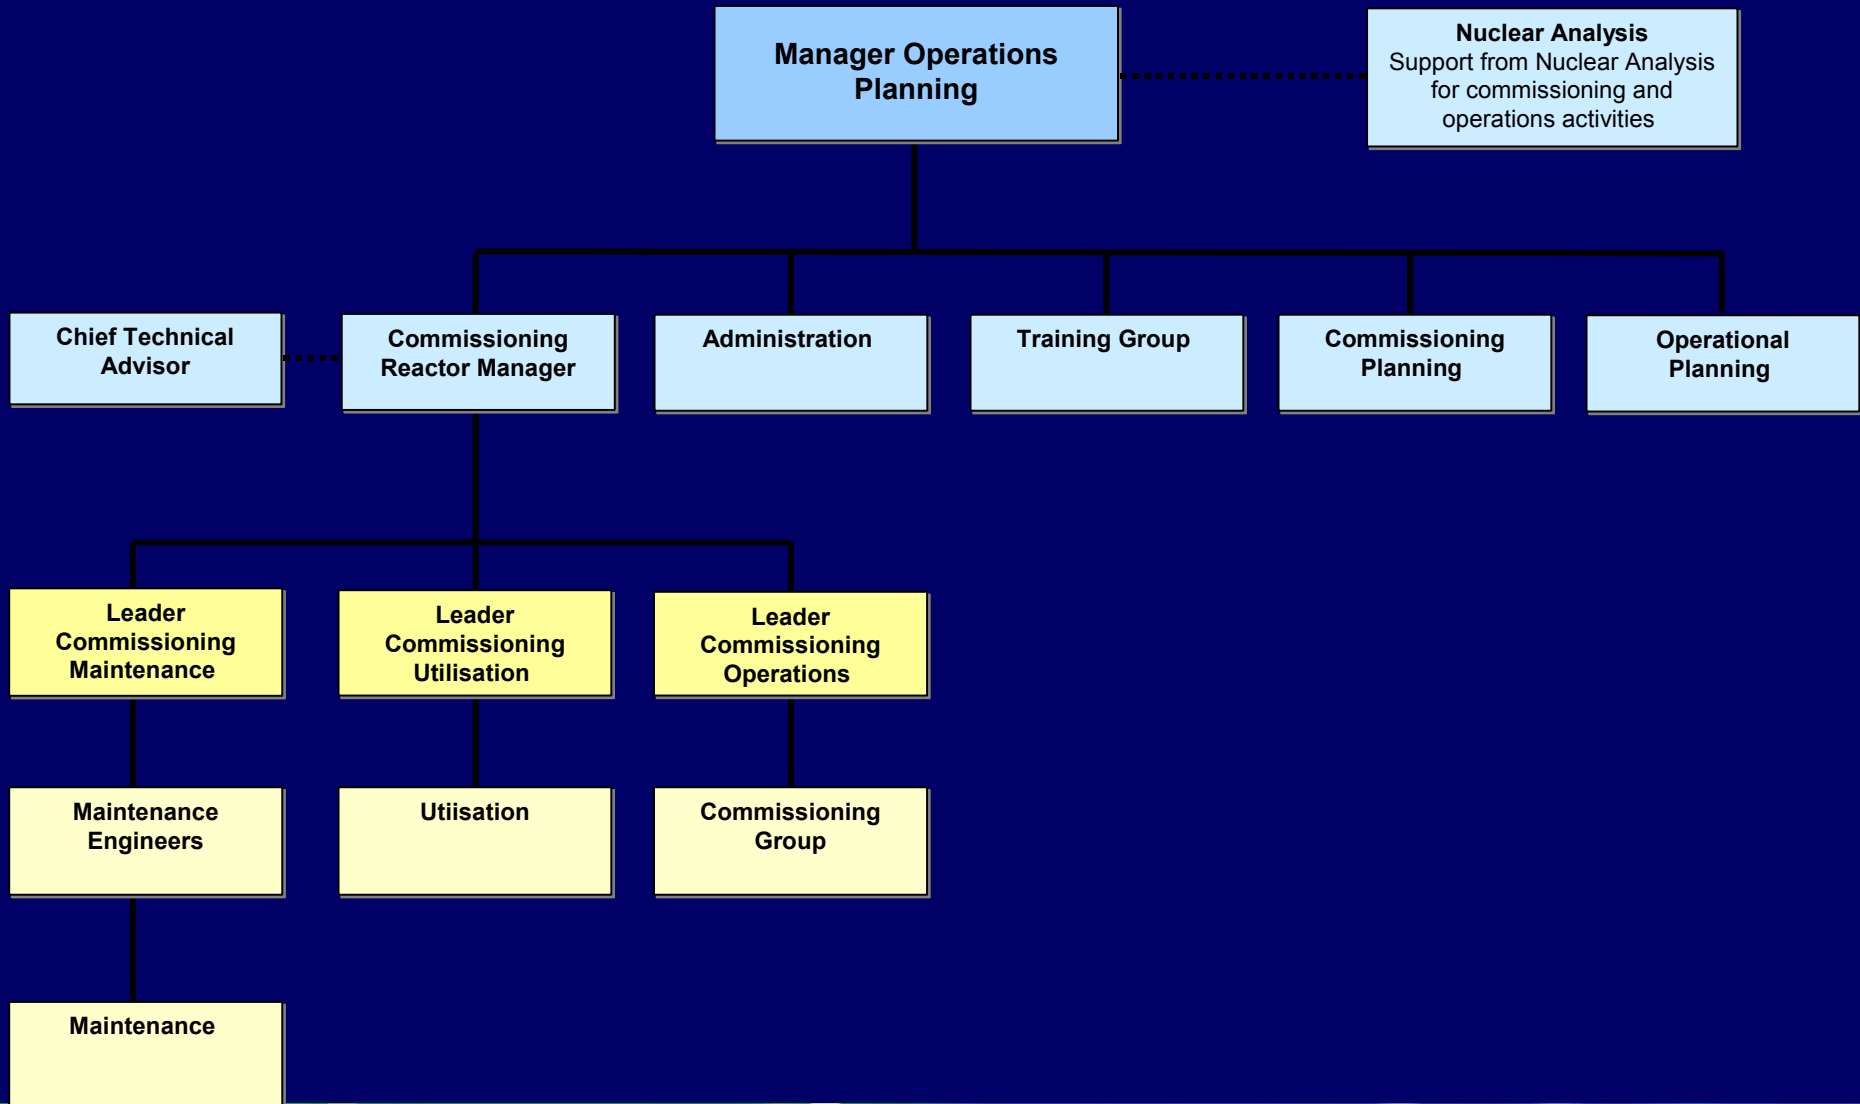 Manager Operations
Planning
Nuclear Analysis
Support from Nuclear Analysis
for commissioning and
operations activities
Chief Technical
Advisor
Commissioning
Reactor Manager
Administration
Training Group
Commissioning
Planning
Operational
Planning
Leader
Commissioning
Maintenance
Leader
Commissioning
Utilisation
Leader
Commissioning
Operations
Maintenance
Engineers
Utiisation
Commissioning
Group
Maintenance